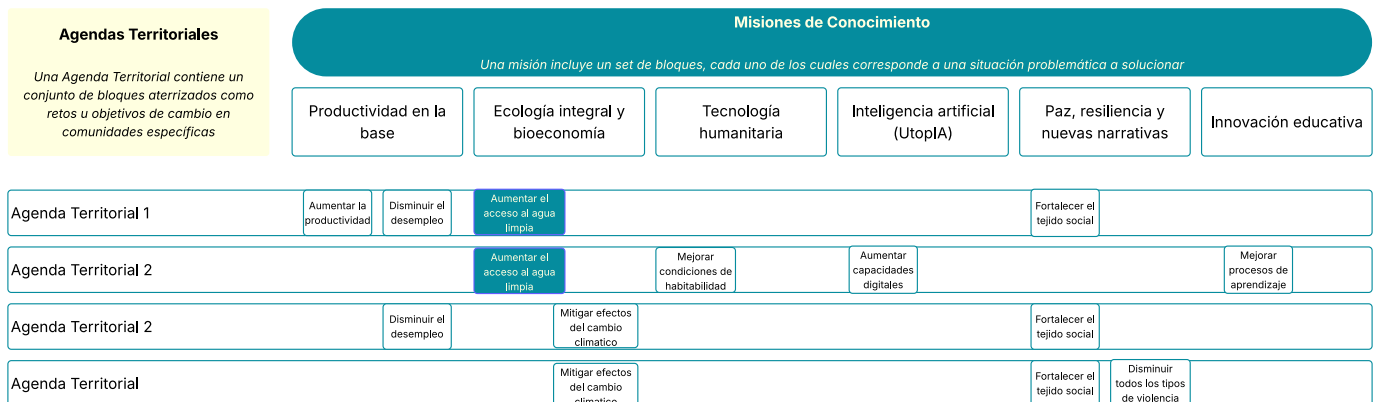 Agendas Territoriales
Una Agenda Territorial contiene un
conjunto de bloques aterrizados como
retos u objetivos de cambio en
comunidades específicas
Misiones de Conocimiento
Una misión incluye un set de bloques, cada uno de los cuales corresponde a una situación problemática a solucionar
Productividad en la
base
Ecología integral y
bioeconomía
Tecnología
humanitaria
Inteligencia artificial
(UtopIA)
Paz, resiliencia y
nuevas narrativas
Innovación educativa
Agenda Territorial 1
Aumentar la
productividad
Disminuir el
desempleo
Aumentar el
acceso al agua
limpia
Fortalecer el
tejido social
Agenda Territorial 2
Aumentar el
acceso al agua
limpia
Mejorar
condiciones de
habitabilidad
Aumentar
capacidades
digitales
Mejorar
procesos de
aprendizaje
Agenda Territorial 2
Disminuir el
desempleo
Mitigar efectos
del cambio
climatico
Fortalecer el
tejido social
Agenda Territorial
Mitigar efectos
del cambio
climatico
Fortalecer el
tejido social
Disminuir
todos los tipos
de violencia